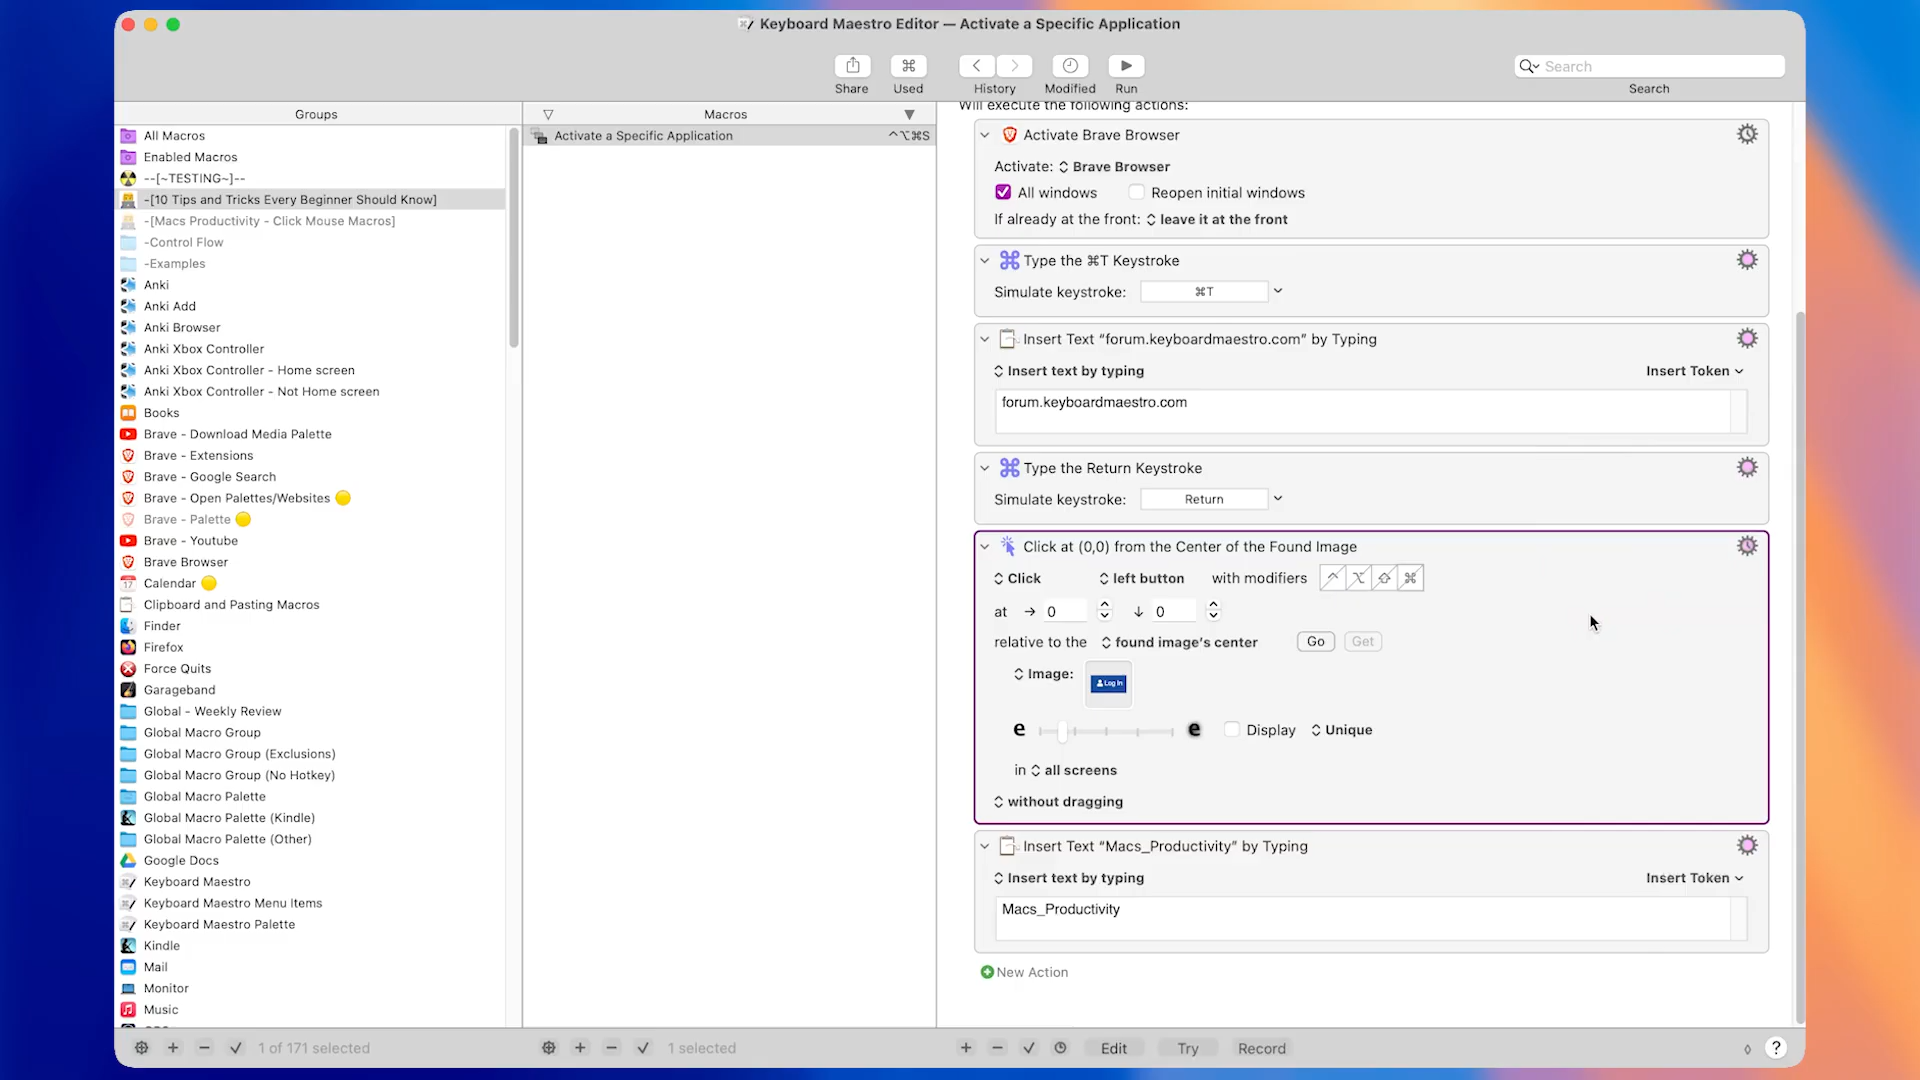 Keyboard Maestro Editor — Activate a Specific Application
Share
Used
History
Modified
Run
Search
Search
Groups
All Macros
Enabled Macros
--[~TESTING~]--
-[10 Tips and Tricks Every Beginner Should Know]
-[Macs Productivity - Click Mouse Macros]
-Control Flow
-Examples
Anki
Anki Add
Anki Browser
Anki Xbox Controller
Anki Xbox Controller - Home screen
Anki Xbox Controller - Not Home screen
Books
Brave - Download Media Palette
Brave - Extensions
Brave - Google Search
Brave - Open Palettes/Websites
Brave - Palette
Brave - Youtube
Brave Browser
17 Calendar
Clipboard and Pasting Macros
Finder
Firefox
Force Quits
Garageband
Global - Weekly Review
Global Macro Group
Global Macro Group (Exclusions)
Global Macro Group (No Hotkey)
Global Macro Palette
Global Macro Palette (Kindle)
Global Macro Palette (Other)
Google Docs
Keyboard Maestro
Keyboard Maestro Menu Items
Keyboard Maestro Palette
Kindle
Mail
Monitor
Music
1 of 171 selected
Macros
Activate a Specific Application ^⌥⌘S
1 selected
Will execute the following actions:
Activate Brave Browser
Activate: Brave Browser
All windows Reopen initial windows
If already at the front: leave it at the front
Type the ⌘T Keystroke
Simulate keystroke: ⌘T
Insert Text “forum.keyboardmaestro.com” by Typing
Insert text by typing Insert Token
forum.keyboardmaestro.com
Type the Return Keystroke
Simulate keystroke: Return
Click at (0,0) from the Center of the Found Image
Click left button with modifiers ^ ⌥ ⇧ ⌘
at → 0 ↓ 0
relative to the found image’s center Go Get
Image: Log In
e e Display Unique
in all screens
without dragging
Insert Text “Macs_Productivity” by Typing
Insert text by typing Insert Token
Macs_Productivity
New Action
Edit Try Record ?